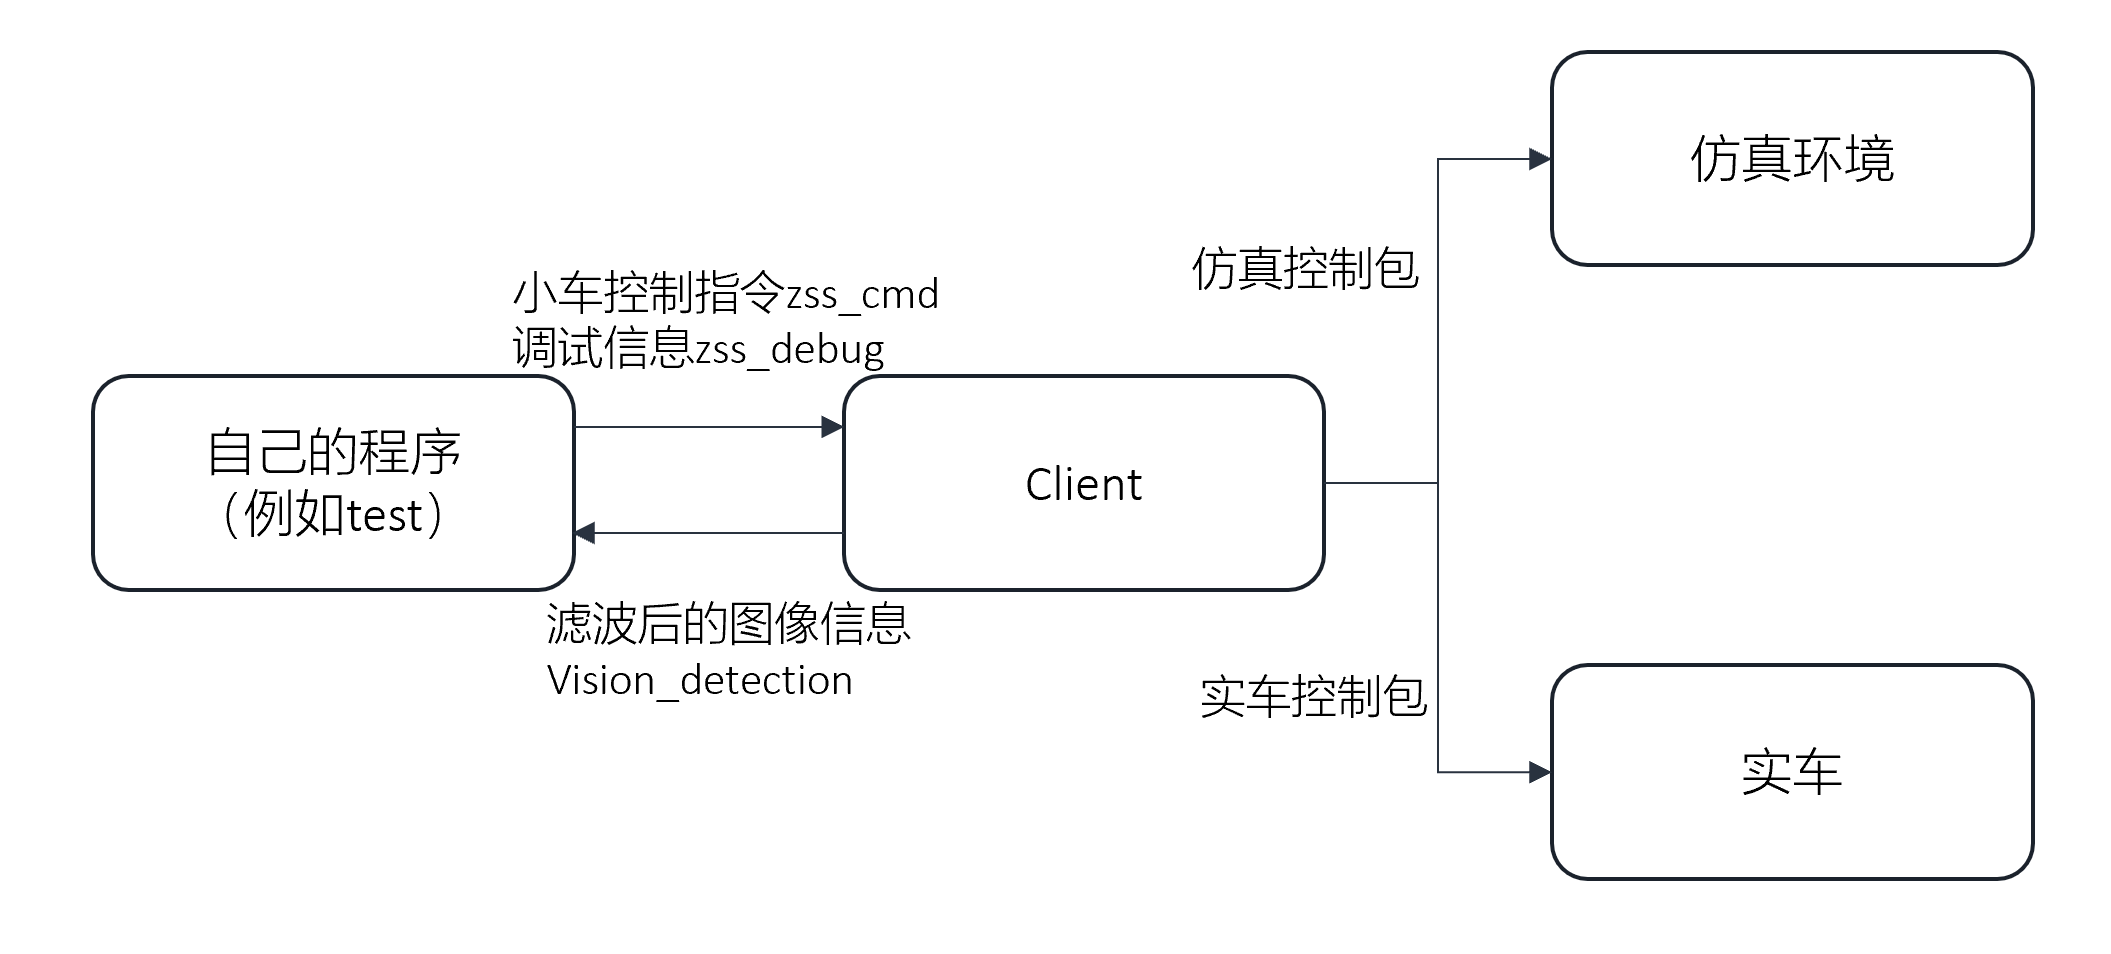 仿真环境
仿真控制包
小车控制指令zss_cmd
调试信息zss_debug
自己的程序
（例如test）
Client
滤波后的图像信息
Vision_detection
实车控制包
实车